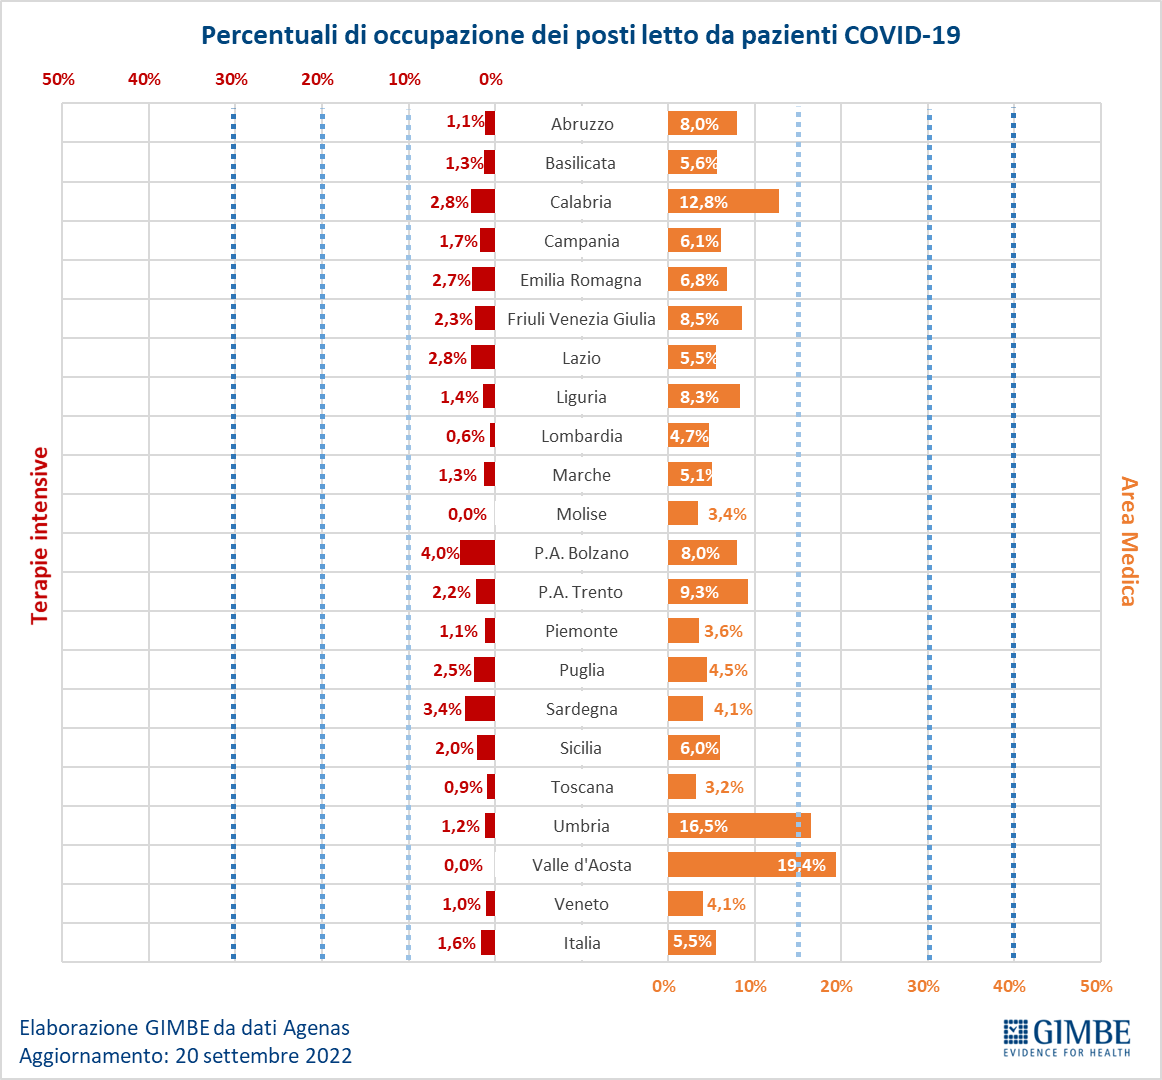 Percentuali di occupazione dei posti letto da pazienti COVID-19
50% 40% 30% 20% 10% 0%
1,1% Abruzzo 8,0%
1,3% Basilicata 5,6%
2,8% Calabria 12,8%
1,7% Campania 6,1%
2,7% Emilia Romagna 6,8%
2,3% Friuli Venezia Giulia 8,5%
2,8% Lazio 5,5%
1,4% Liguria 8,3%
0,6% Lombardia 4,7%
1,3% Marche 5,1%
0,0% Molise 3,4%
4,0% P.A. Bolzano 8,0%
2,2% P.A. Trento 9,3%
1,1% Piemonte 3,6%
2,5% Puglia 4,5%
3,4% Sardegna 4,1%
2,0% Sicilia 6,0%
0,9% Toscana 3,2%
1,2% Umbria 16,5%
0,0% Valle d'Aosta 19,4%
1,0% Veneto 4,1%
1,6% Italia 5,5%
0% 10% 20% 30% 40% 50%
Terapie intensive
Area Medica
Elaborazione GIMBE da dati Agenas
Aggiornamento: 20 settembre 2022
GIMBE
EVIDENCE FOR HEALTH